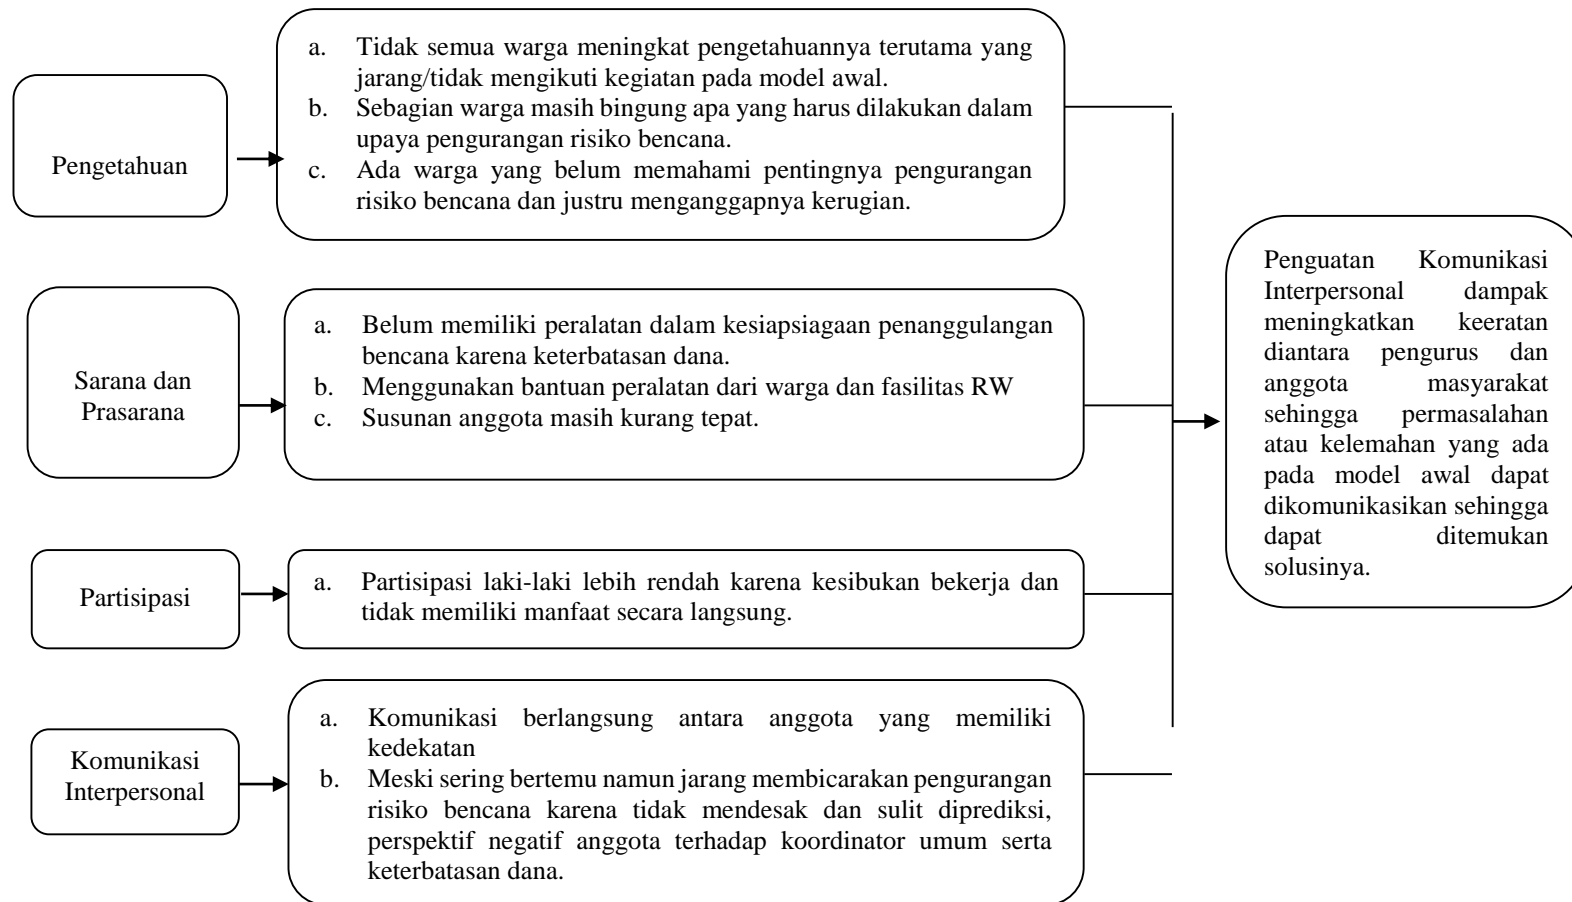 Pengetahuan
a. Tidak semua warga meningkat pengetahuannya terutama yang
jarang/tidak mengikuti kegiatan pada model awal.
b. Sebagian warga masih bingung apa yang harus dilakukan dalam
upaya pengurangan risiko bencana.
c. Ada warga yang belum memahami pentingnya pengurangan
risiko bencana dan justru menganggapnya kerugian.
Sarana dan
Prasarana
a. Belum memiliki peralatan dalam kesiapsiagaan penanggulangan
bencana karena keterbatasan dana.
b. Menggunakan bantuan peralatan dari warga dan fasilitas RW
c. Susunan anggota masih kurang tepat.
Partisipasi
a. Partisipasi laki-laki lebih rendah karena kesibukan bekerja dan
tidak memiliki manfaat secara langsung.
Komunikasi
Interpersonal
a. Komunikasi berlangsung antara anggota yang memiliki
kedekatan
b. Meski sering bertemu namun jarang membicarakan pengurangan
risiko bencana karena tidak mendesak dan sulit diprediksi,
perspektif negatif anggota terhadap koordinator umum serta
keterbatasan dana.
Penguatan Komunikasi
Interpersonal dampak
meningkatkan keeratan
diantara pengurus dan
anggota masyarakat
sehingga permasalahan
atau kelemahan yang ada
pada model awal dapat
dikomunikasikan sehingga
dapat ditemukan
solusinya.